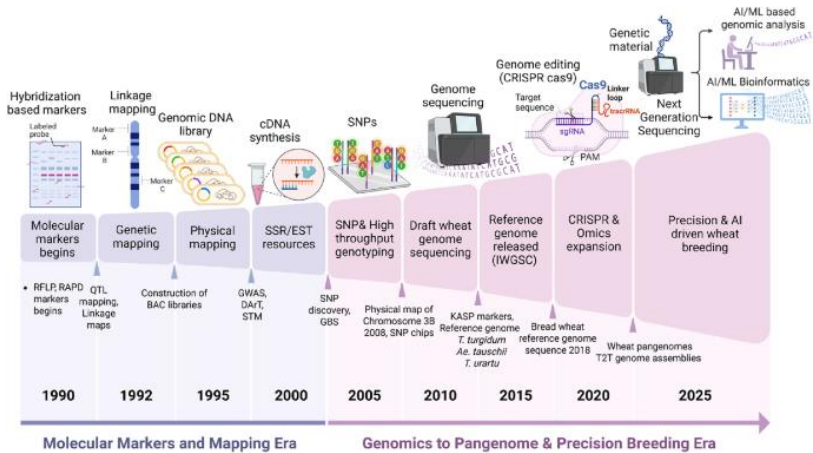 Hybridization
based markers
Labeled
probe
Linkage
mapping
Marker
A
Marker
B
Marker
C
Genomic DNA
library
cDNA
synthesis
SNPs
Genome
sequencing
Genome editing
(CRISPR cas9)
Cas9
Linker
loop
tracrRNA
Target
sequence
sgRNA
PAM
Genetic
material
Next
Generation
Sequencing
AI/ML based
genomic analysis
AI/ML Bioinformatics
Molecular
markers
begins
Genetic
mapping
Physical
mapping
SSR/EST
resources
SNP& High
throughput
genotyping
Draft wheat
genome
sequencing
Reference
genome
released
(IWGSC)
CRISPR &
Omics
expansion
Precision & AI
driven wheat
breeding
• RFLP, RAPD
markers
begins
QTL
mapping,
Linkage
maps
Construction of
BAC libraries
GWAS,
DArT,
STM
SNP
discovery,
GBS
Physical map of
Chromosome 3B
2008, SNP chips
KASP markers,
Reference genome
T. turgidum
Ae. tauschii
T. urartu
Bread wheat
reference genome
sequence 2018
Wheat pangenomes
T2T genome assemblies
1990
1992
1995
2000
2005
2010
2015
2020
2025
Molecular Markers and Mapping Era
Genomics to Pangenome & Precision Breeding Era